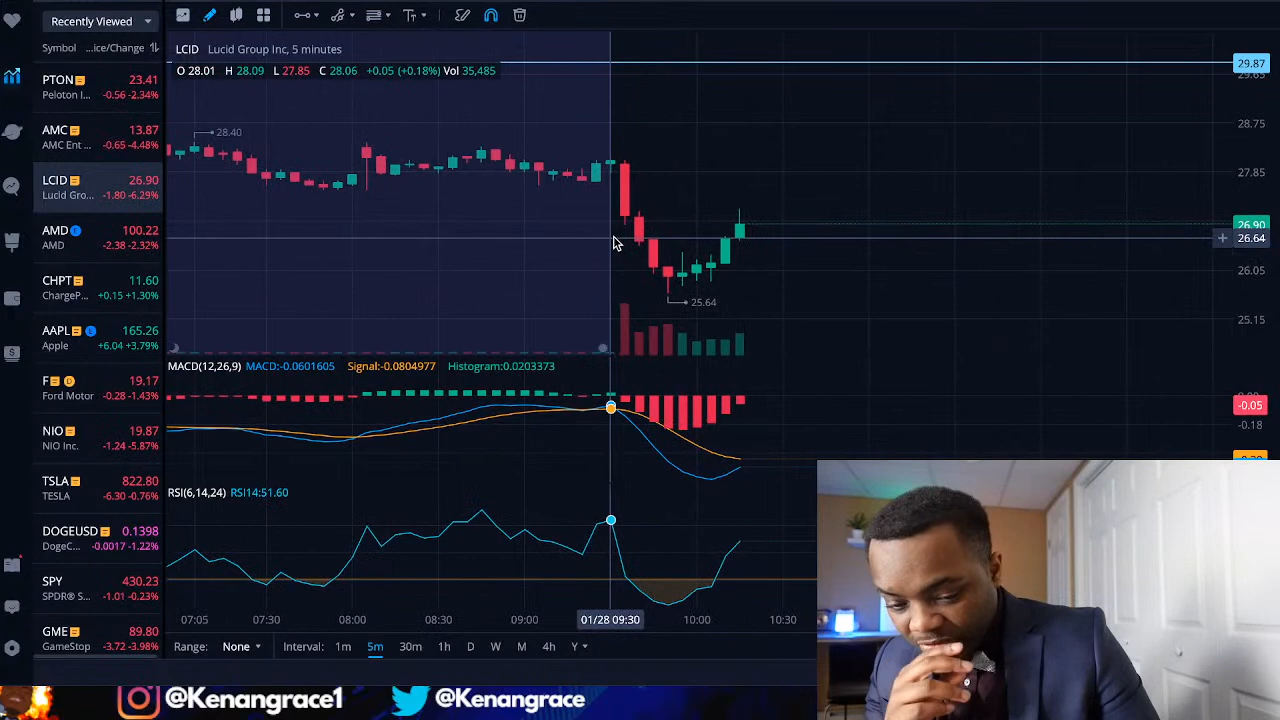 Recently Viewed
Symbol ...ice/Change
PTON 23.41
Peloton I... -0.56 -2.34%
AMC 13.87
AMC Ent ... -0.65 -4.48%
LCID 26.90
Lucid Gro... -1.80 -6.29%
AMD E 100.22
AMD -2.38 -2.32%
CHPT 11.60
ChargeP... +0.15 +1.30%
AAPL E 165.26
Apple +6.04 +3.79%
F D 19.17
Ford Motor -0.28 -1.43%
NIO 19.87
NIO Inc. -1.24 -5.87%
TSLA 822.80
TESLA -6.30 -0.76%
DOGEUSD 0.1398
DogeC... -0.0017 -1.22%
SPY 430.23
SPDR® S... -1.01 -0.23%
GME 89.80
GameStop -3.72 -3.98%
LCID Lucid Group Inc, 5 minutes
O 28.01 H 28.09 L 27.85 C 28.06 +0.05 (+0.18%) Vol 35,485
28.40
25.64
29.87
29.65
28.75
27.85
26.90
26.64
26.05
25.15
MACD(12,26,9) MACD:-0.0601605 Signal:-0.0804977 Histogram:0.0203373
0.00
-0.05
-0.18
RSI(6,14,24) RSI14:51.60
07:05 07:30 08:00 08:30 09:00 01/28 09:30 10:00 10:30
Range: None Interval: 1m 5m 30m 1h D W M 4h Y
@Kenangrace1 @Kenangrace